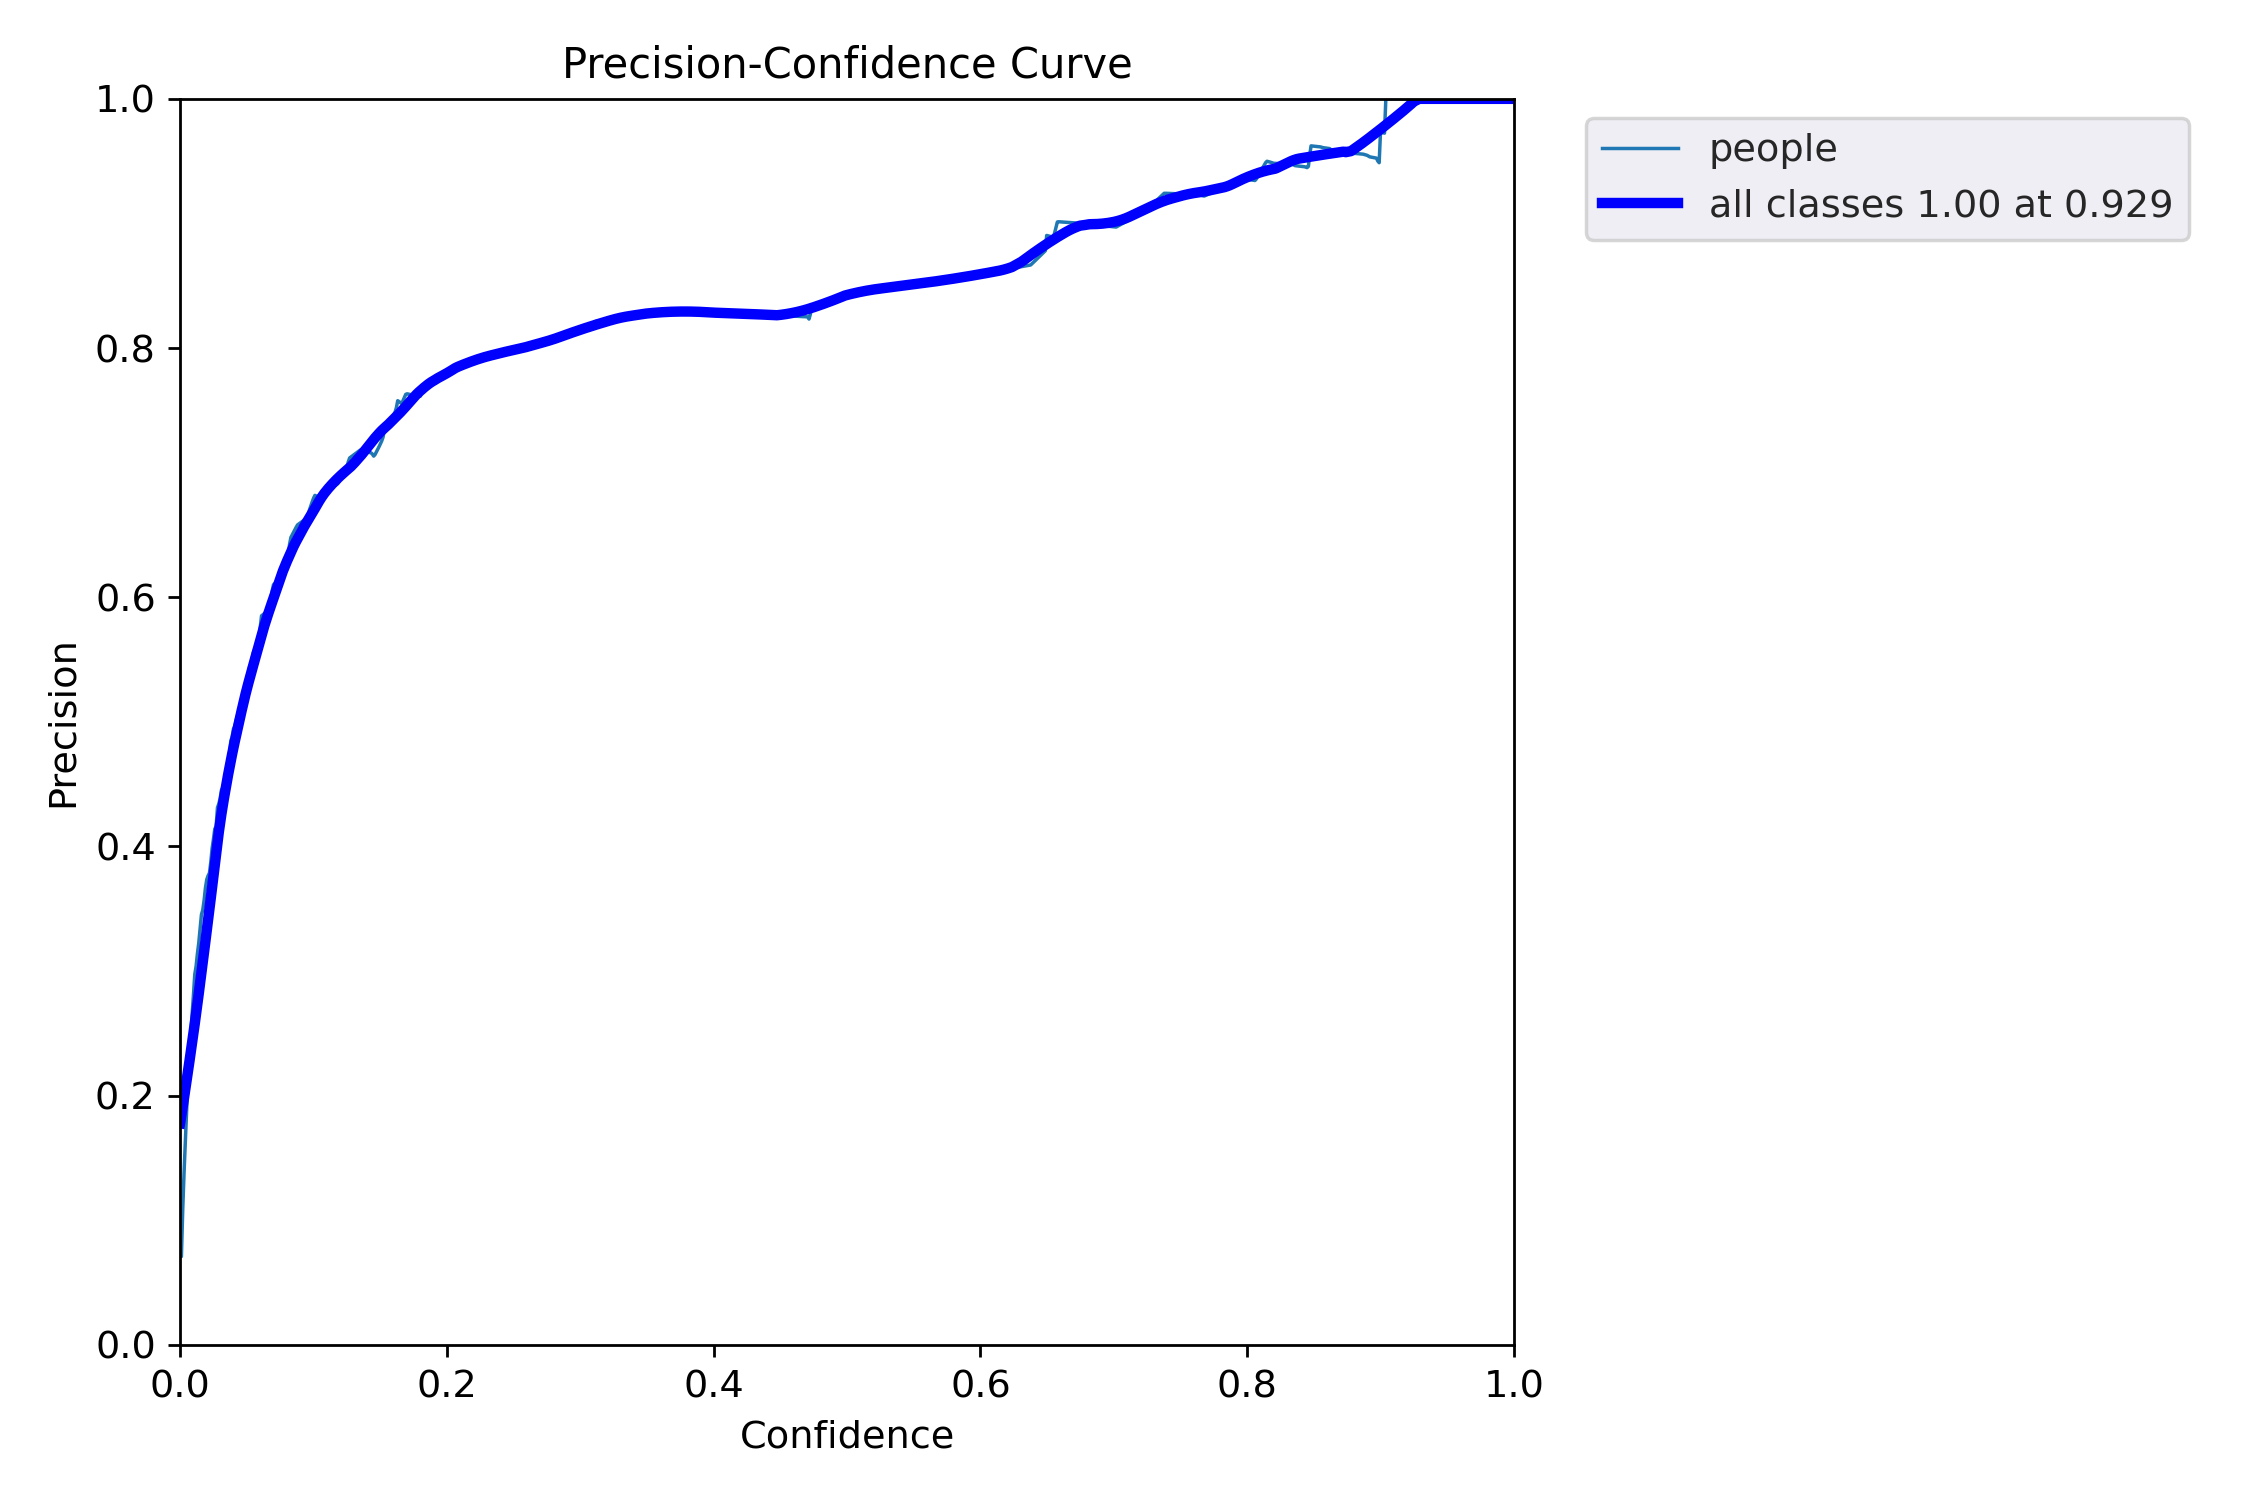 Precision-Confidence Curve
1.0
0.8
0.6
0.4
0.2
0.0
Precision
0.0 0.2 0.4 0.6 0.8 1.0
Confidence
people
all classes 1.00 at 0.929